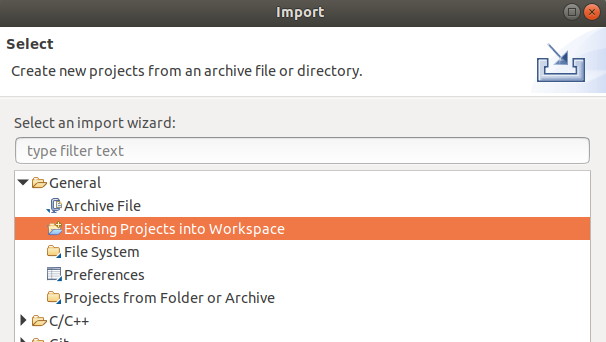 Import
Select
Create new projects from an archive file or directory.
Select an import wizard:
type filter text
General
Archive File
Existing Projects into Workspace
File System
Preferences
Projects from Folder or Archive
C/C++